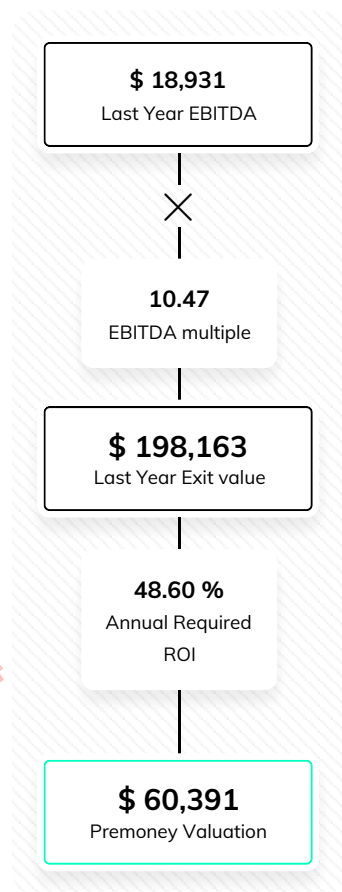 $ 18,931
Last Year EBITDA
10.47
EBITDA multiple
$ 198,163
Last Year Exit value
48.60 %
Annual Required
ROI
$ 60,391
Premoney Valuation